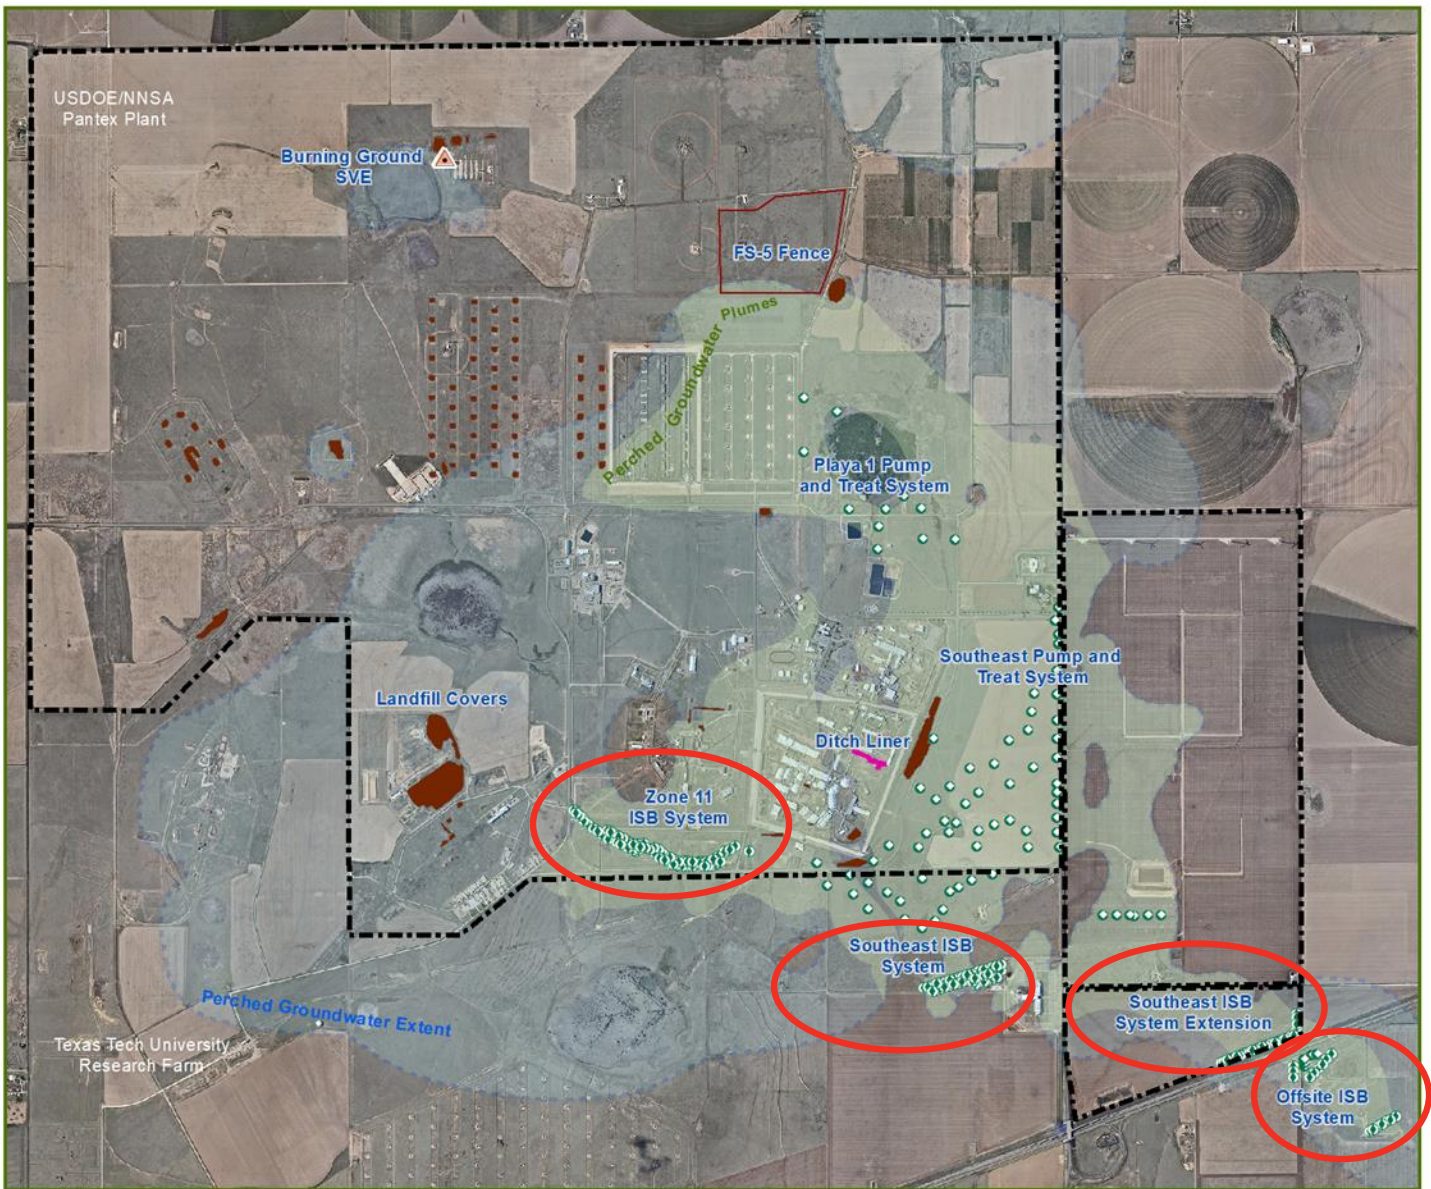 USDOE/NNSA
Pantex Plant
Burning Ground
SVE
FS-5 Fence
Perched Groundwater Plumes
Playa 1 Pump
and Treat System
Southeast Pump and
Treat System
Landfill Covers
Ditch Liner
Zone 11
ISB System
Southeast ISB
System
Southeast ISB
System Extension
Perched Groundwater Extent
Texas Tech University
Research Farm
Offsite ISB
System